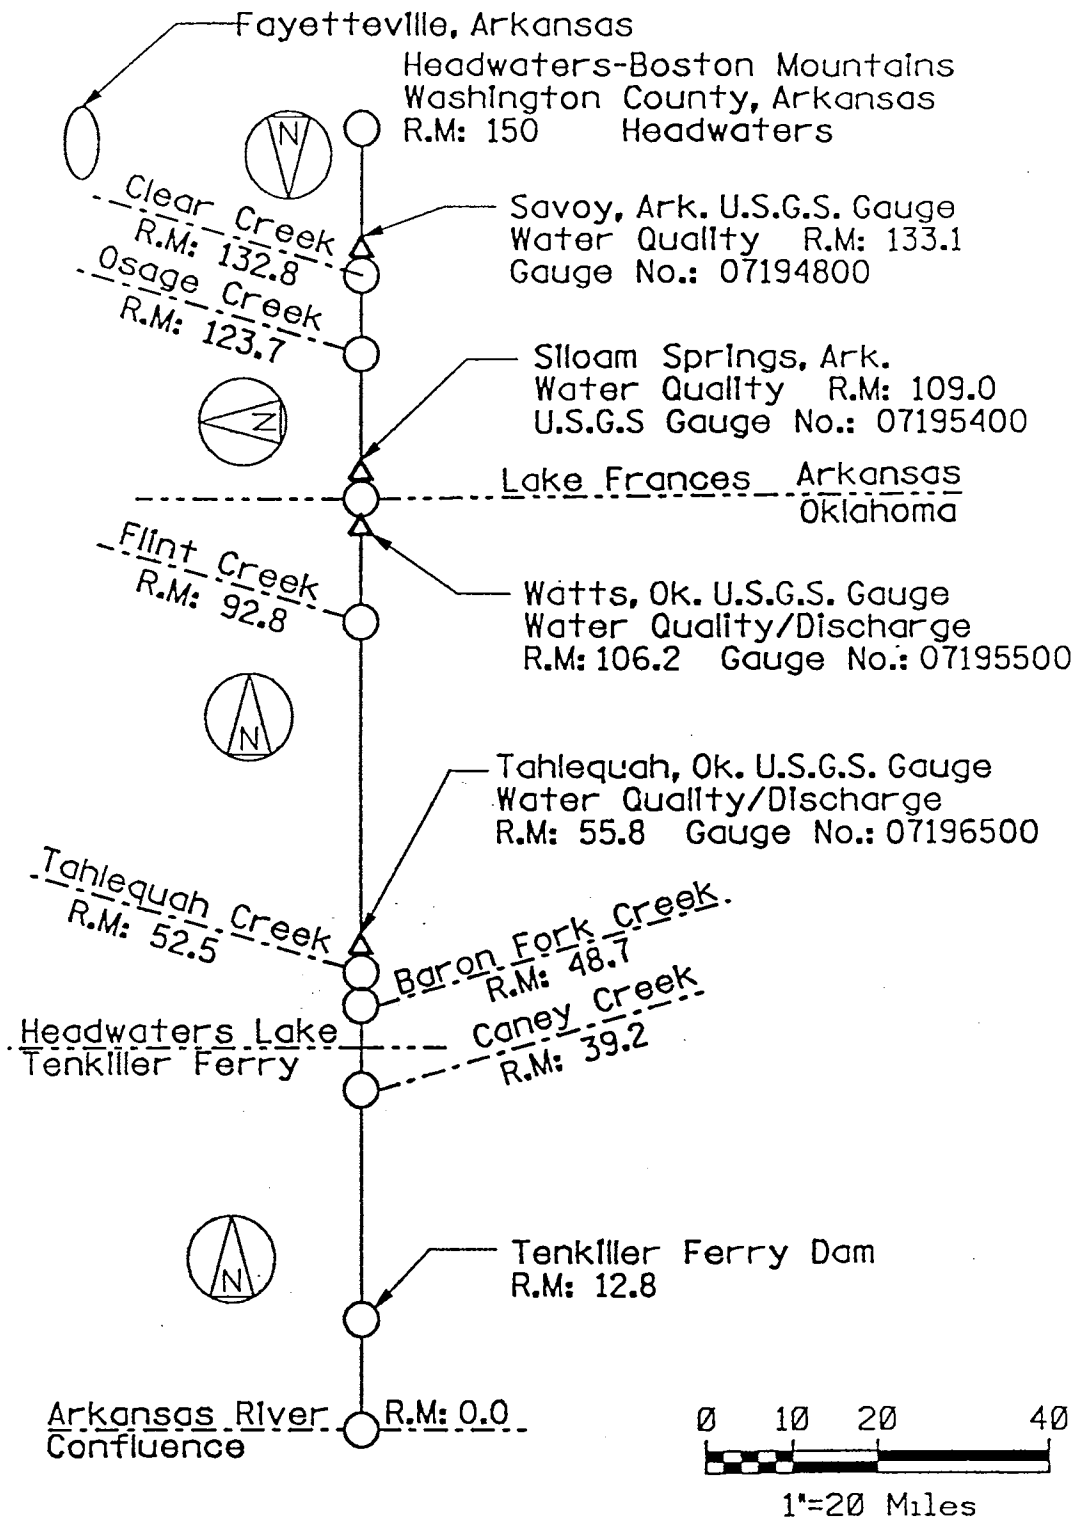 Fayetteville, Arkansas
Headwaters-Boston Mountains
Washington County, Arkansas
R.M: 150 Headwaters
N
Clear Creek
R.M: 132.8
Savoy, Ark. U.S.G.S. Gauge
Water Quality R.M: 133.1
Gauge No.: 07194800
Osage Creek
R.M: 123.7
Siloam Springs, Ark.
Water Quality R.M: 109.0
U.S.G.S Gauge No.: 07195400
N
Lake Frances
Arkansas
Oklahoma
Flint Creek
R.M: 92.8
Watts, Ok. U.S.G.S. Gauge
Water Quality/Discharge
R.M: 106.2 Gauge No.: 07195500
N
Tahlequah, Ok. U.S.G.S. Gauge
Water Quality/Discharge
R.M: 55.8 Gauge No.: 07196500
Tahlequah Creek
R.M: 52.5
Baron Fork Creek
R.M: 48.7
Headwaters Lake
Tenkiller Ferry
Caney Creek
R.M: 39.2
N
Tenkiller Ferry Dam
R.M: 12.8
Arkansas River
Confluence
R.M: 0.0
0 10 20 40
1"=20 Miles